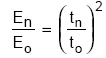 Eₙ/Eₒ = (tₙ/tₒ)²